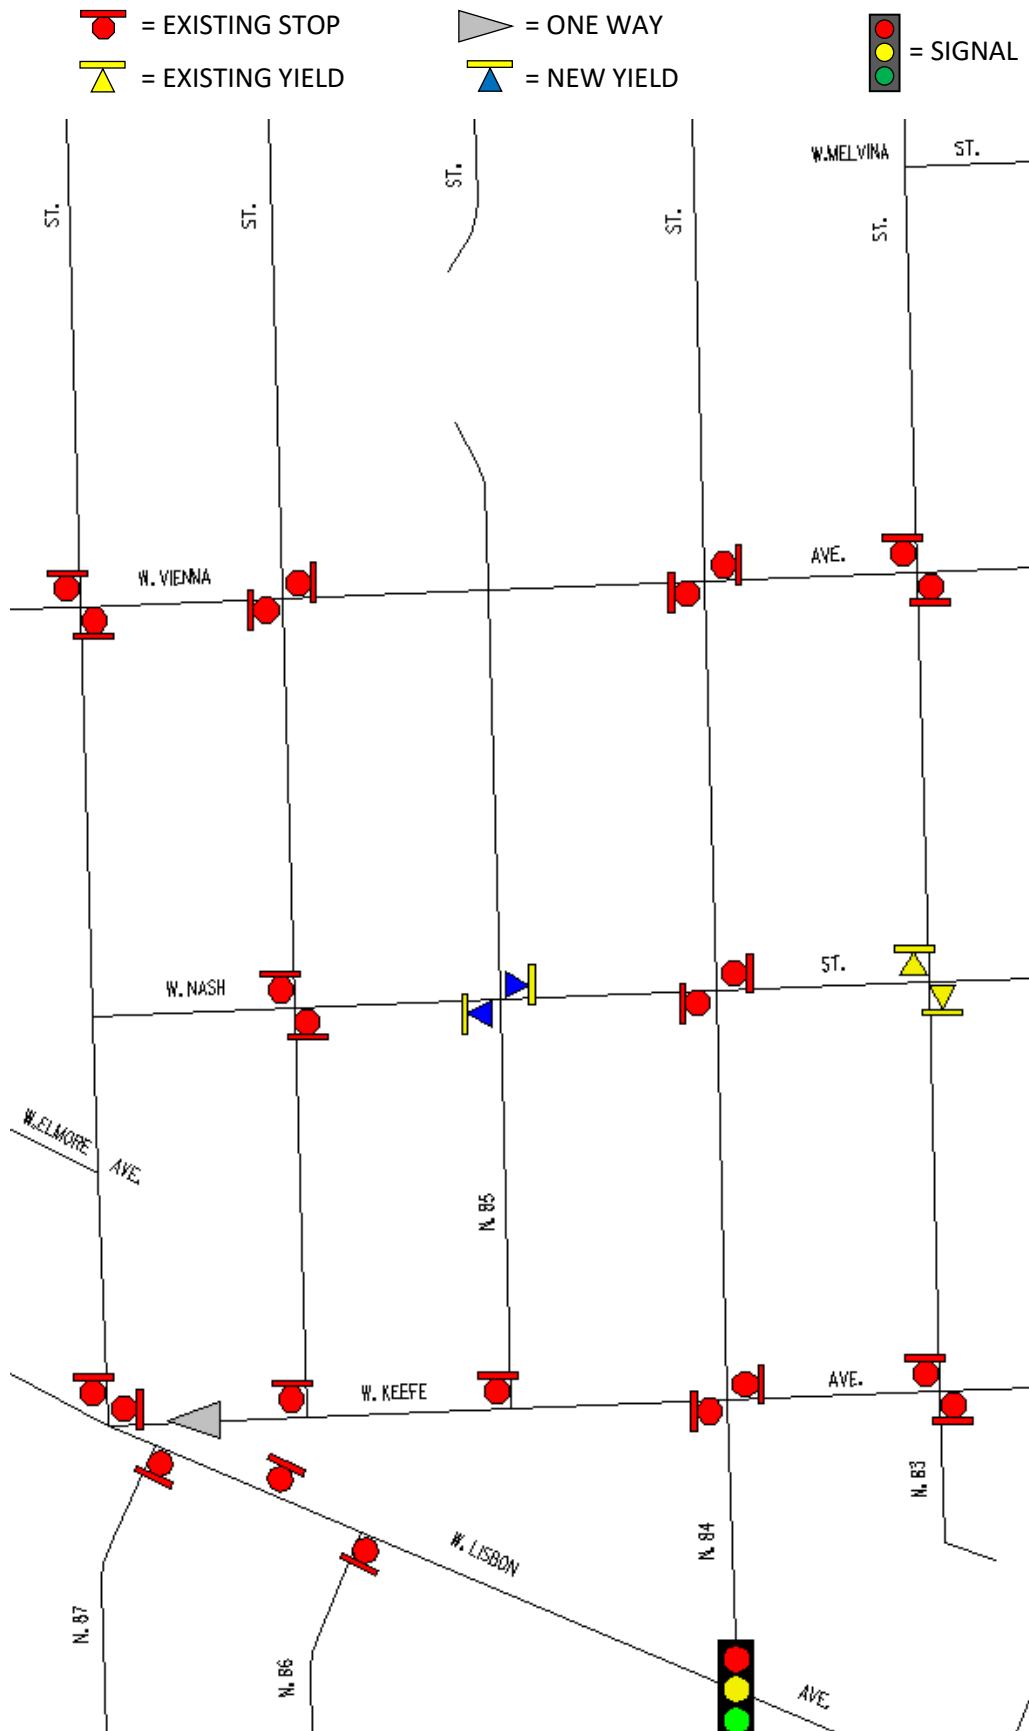 = EXISTING STOP
= ONE WAY
= SIGNAL
= EXISTING YIELD
= NEW YIELD
W.MELVINA
ST.
ST.
ST.
ST.
ST.
ST.
W. VIENNA
AVE.
W. NASH
ST.
W.ELMORE
AVE.
N. 85
W. KEEFE
AVE.
N. 83
N. 84
W. LISBON
AVE.
N. 87
N. 86